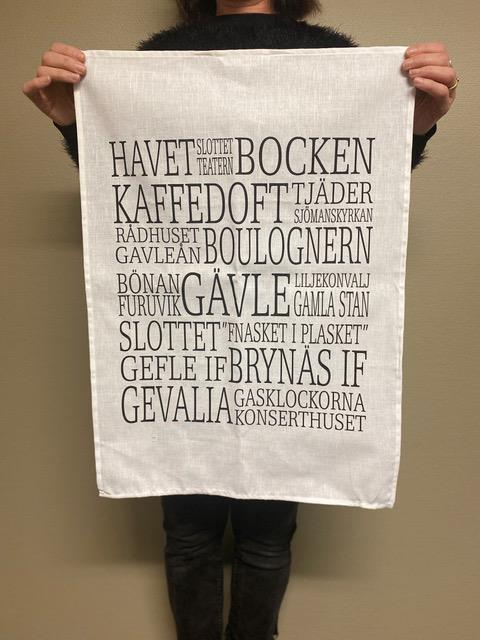 HAVET SLOTTET BOCKEN
TEATERN
KAFFEDOFT TJÄDER
SJÖMANSKYRKAN
RÅDHUSET BOULOGNERN
GAVLEÅN
BÖNAN GÄVLE LILJEKONVALJ
FURUVIK GAMLA STAN
SLOTTET "FNASKET I PLASKET"
GEFLE IF BRYNÄS IF
GEVALIA GASKLOCKORNA
KONSERTHUSET